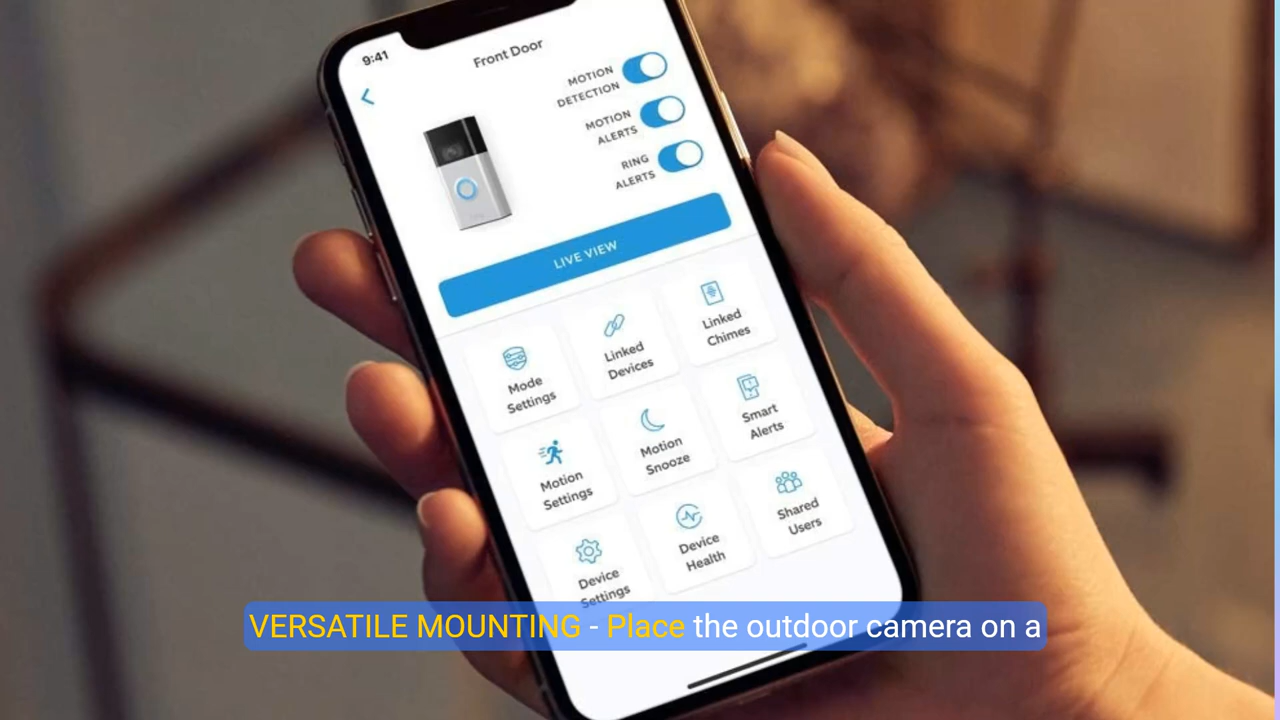 9:41
Front Door
MOTION
DETECTION
MOTION
ALERTS
RING
ALERTS
LIVE VIEW
Mode
Settings
Linked
Devices
Linked
Chimes
Motion
Settings
Motion
Snooze
Smart
Alerts
Device
Settings
Device
Health
Shared
Users
VERSATILE MOUNTING - Place the outdoor camera on a